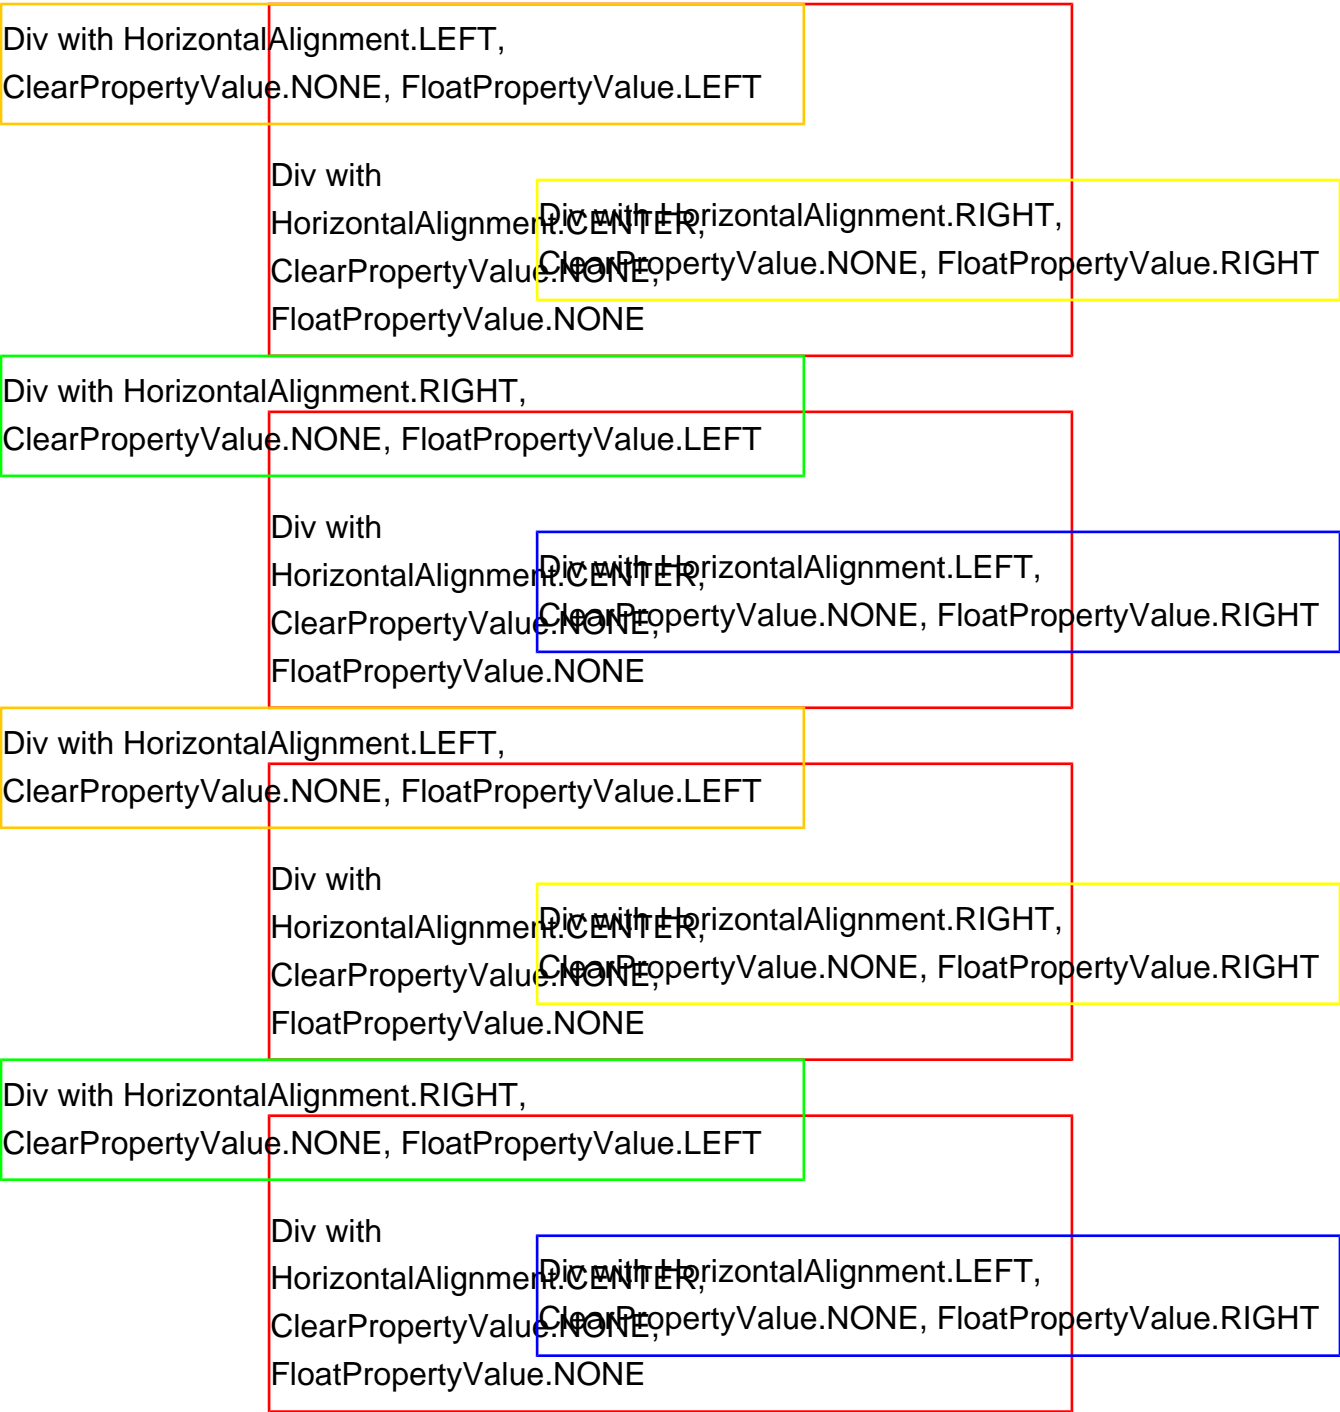 Div with HorizontalAlignment.LEFT,
ClearPropertyValue.NONE, FloatPropertyValue.LEFT
Div with
HorizontalAlignment.CENTER,
ClearPropertyValue.NONE,
FloatPropertyValue.NONE
Div with HorizontalAlignment.RIGHT,
ClearPropertyValue.NONE, FloatPropertyValue.RIGHT
Div with HorizontalAlignment.RIGHT,
ClearPropertyValue.NONE, FloatPropertyValue.LEFT
Div with
HorizontalAlignment.CENTER,
ClearPropertyValue.NONE,
FloatPropertyValue.NONE
Div with HorizontalAlignment.LEFT,
ClearPropertyValue.NONE, FloatPropertyValue.RIGHT
Div with HorizontalAlignment.LEFT,
ClearPropertyValue.NONE, FloatPropertyValue.LEFT
Div with
HorizontalAlignment.CENTER,
ClearPropertyValue.NONE,
FloatPropertyValue.NONE
Div with HorizontalAlignment.RIGHT,
ClearPropertyValue.NONE, FloatPropertyValue.RIGHT
Div with HorizontalAlignment.RIGHT,
ClearPropertyValue.NONE, FloatPropertyValue.LEFT
Div with
HorizontalAlignment.CENTER,
ClearPropertyValue.NONE,
FloatPropertyValue.NONE
Div with HorizontalAlignment.LEFT,
ClearPropertyValue.NONE, FloatPropertyValue.RIGHT